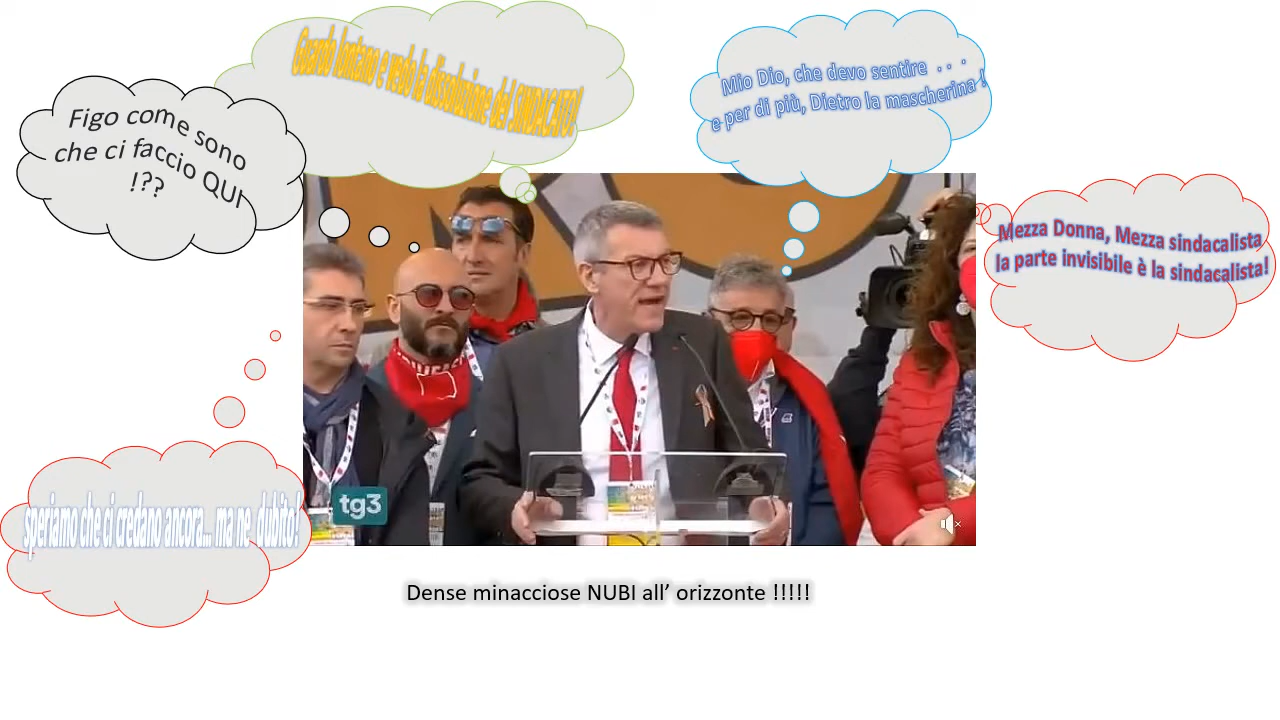 Guardo lontano e vedo la dissoluzione del SINDACATO!
Mio Dio, che devo sentire . . .
e per di più, Dietro la mascherina !
Figo come sono
che ci faccio QUI
!??
Mezza Donna, Mezza sindacalista
la parte invisibile è la sindacalista!
speriamo che ci credano ancora... ma ne dubito!
tg3
Dense minacciose NUBI all’ orizzonte !!!!!